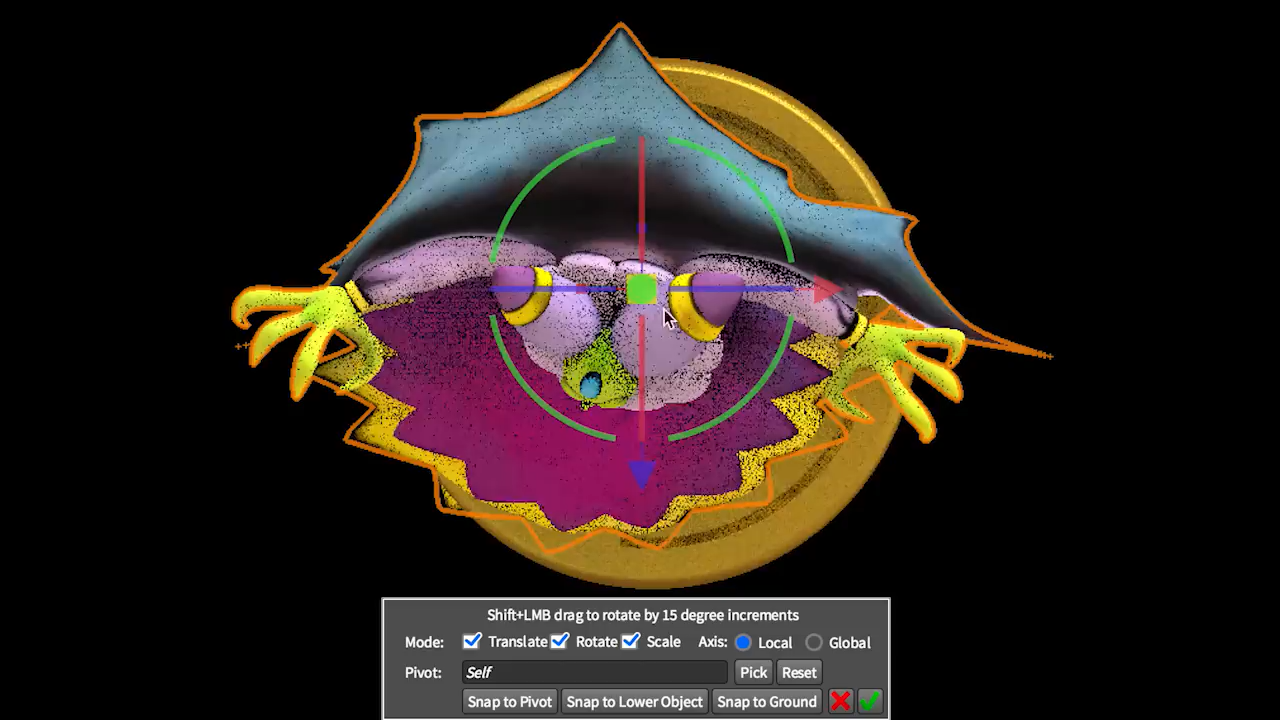 Shift+LMB drag to rotate by 15 degree increments
Mode: Translate Rotate Scale Axis: Local Global
Pivot: Self Pick Reset
Snap to Pivot Snap to Lower Object Snap to Ground